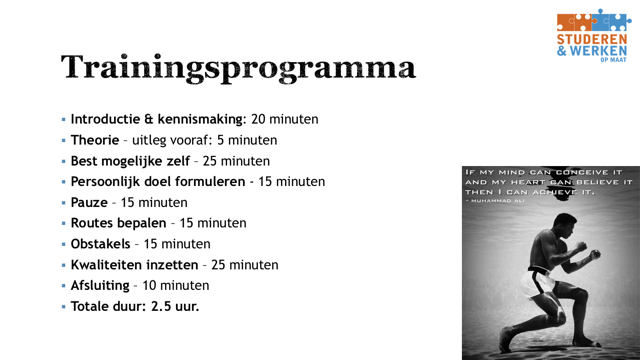 STUDEREN
& WERKEN
OP MAAT
Trainingsprogramma
Introductie & kennismaking: 20 minuten
Theorie – uitleg vooraf: 5 minuten
Best mogelijke zelf – 25 minuten
Persoonlijk doel formuleren - 15 minuten
Pauze – 15 minuten
Routes bepalen – 15 minuten
Obstakels – 15 minuten
Kwaliteiten inzetten – 25 minuten
Afsluiting – 10 minuten
Totale duur: 2.5 uur.
IF MY MIND CAN CONCEIVE IT
AND MY HEART CAN BELIEVE IT
THEN I CAN ACHIEVE IT.
- MUHAMMAD ALI